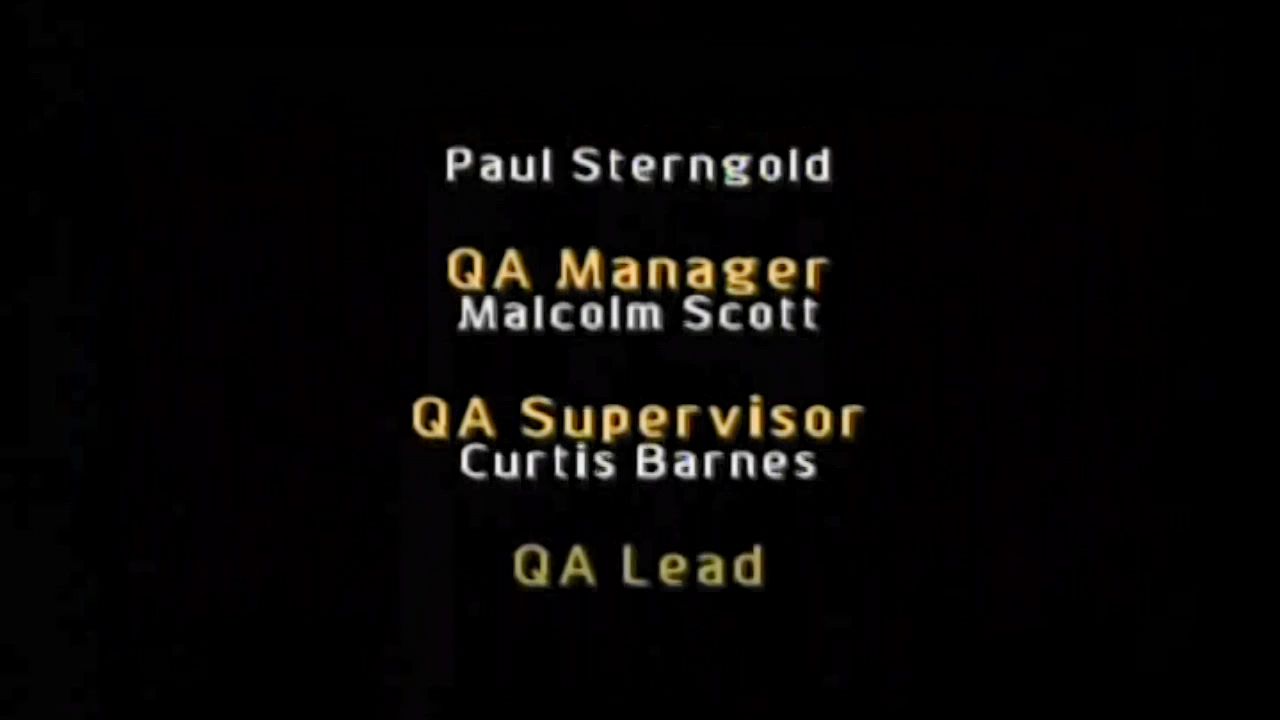 Paul Sterngold
QA Manager
Malcolm Scott
QA Supervisor
Curtis Barnes
QA Lead